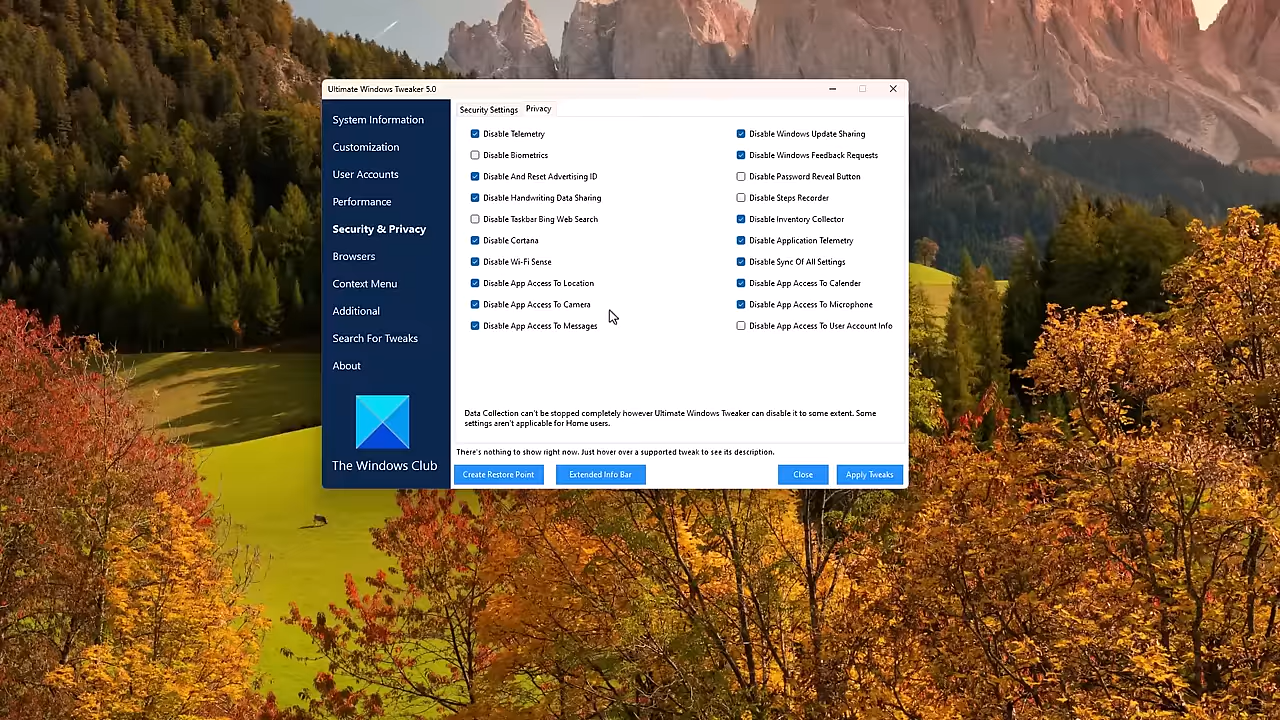 Ultimate Windows Tweaker 5.0
System Information
Customization
User Accounts
Performance
Security & Privacy
Browsers
Context Menu
Additional
Search For Tweaks
About
The Windows Club
Security Settings
Privacy
Disable Telemetry
Disable Biometrics
Disable And Reset Advertising ID
Disable Handwriting Data Sharing
Disable Taskbar Bing Web Search
Disable Cortana
Disable Wi-Fi Sense
Disable App Access To Location
Disable App Access To Camera
Disable App Access To Messages
Disable Windows Update Sharing
Disable Windows Feedback Requests
Disable Password Reveal Button
Disable Steps Recorder
Disable Inventory Collector
Disable Application Telemetry
Disable Sync Of All Settings
Disable App Access To Calender
Disable App Access To Microphone
Disable App Access To User Account Info
Data Collection can't be stopped completely however Ultimate Windows Tweaker can disable it to some extent. Some
settings aren't applicable for Home users.
There's nothing to show right now. Just hover over a supported tweak to see its description.
Create Restore Point
Extended Info Bar
Close
Apply Tweaks